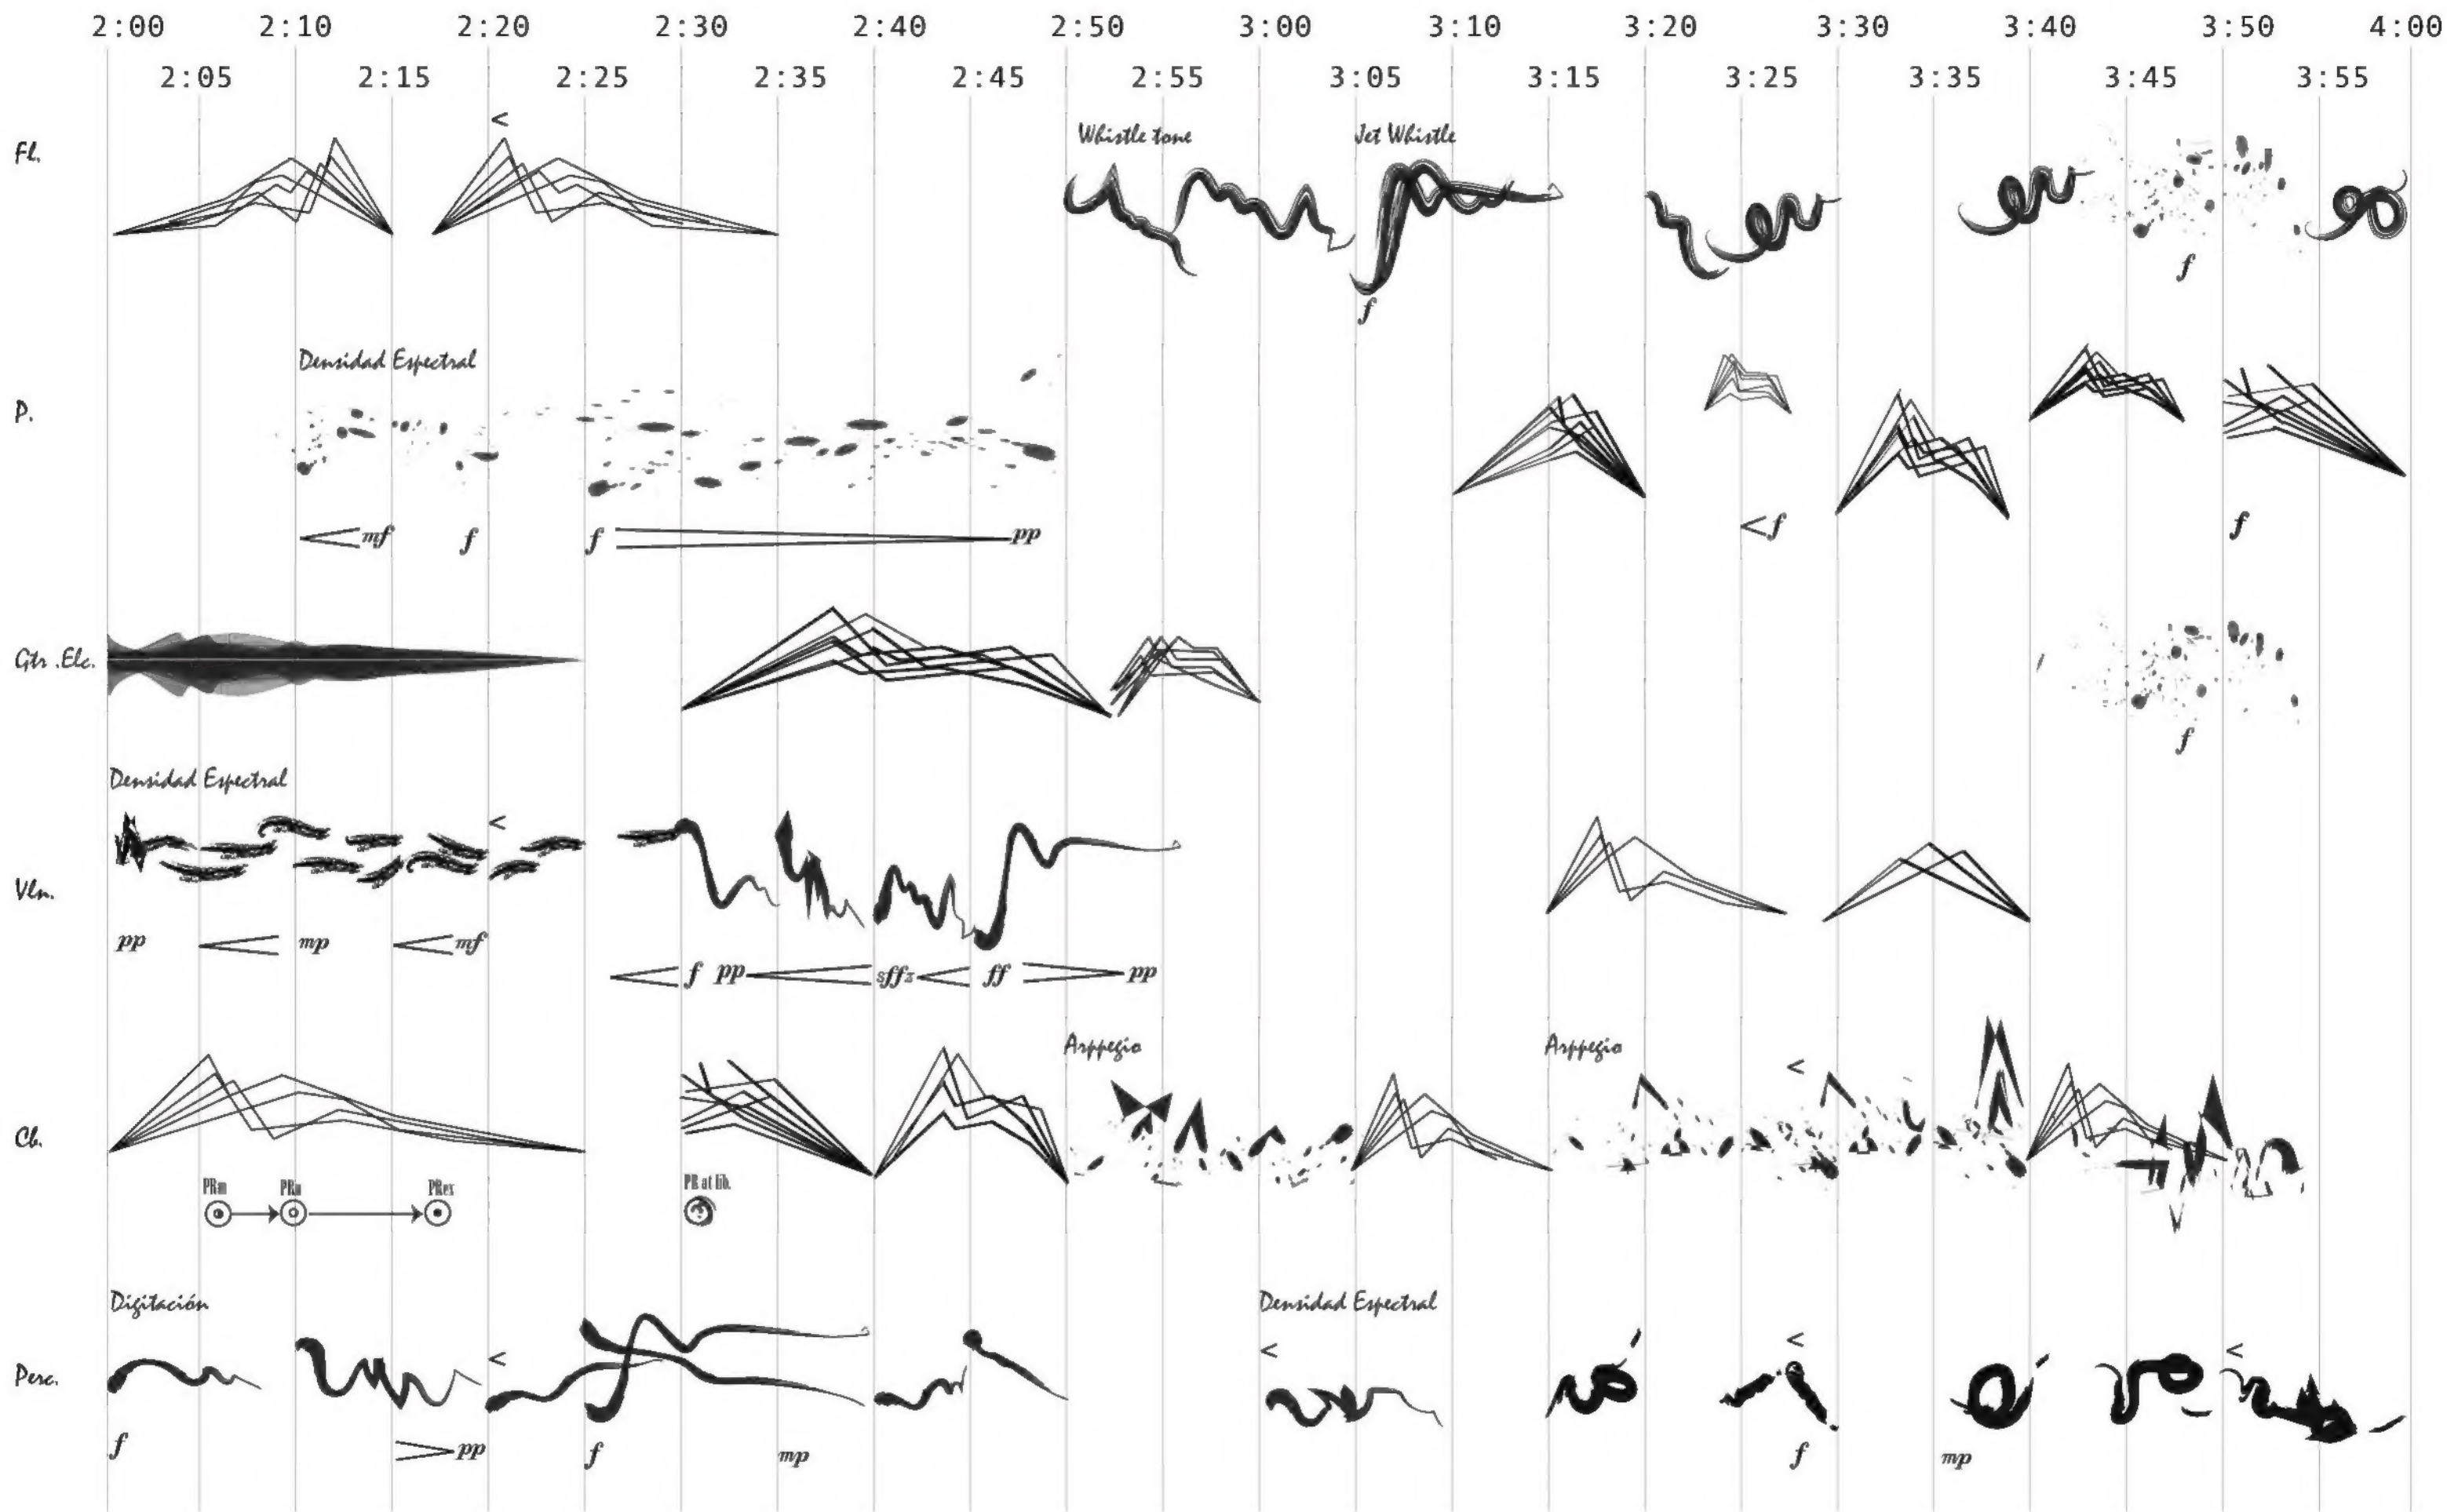 2:00 2:10 2:20 2:30 2:40 2:50 3:00 3:10 3:20 3:30 3:40 3:50 4:00
2:05 2:15 2:25 2:35 2:45 2:55 3:05 3:15 3:25 3:35 3:45 3:55
<
Fl. Whistle tone Jet Whistle
f f
Densidad Espectral
P.
< mf f f > pp < f f
Gtr .Elc.
f
Densidad Espectral
<
Vln.
pp < mp < mf
< f pp < sffz < ff > pp
Arppegio Arppegio
<
Cb.
PRm PRn PRex PR at lib.
Digitación Densidad Espectral
< < < <
Perc.
f > pp f mp f mp